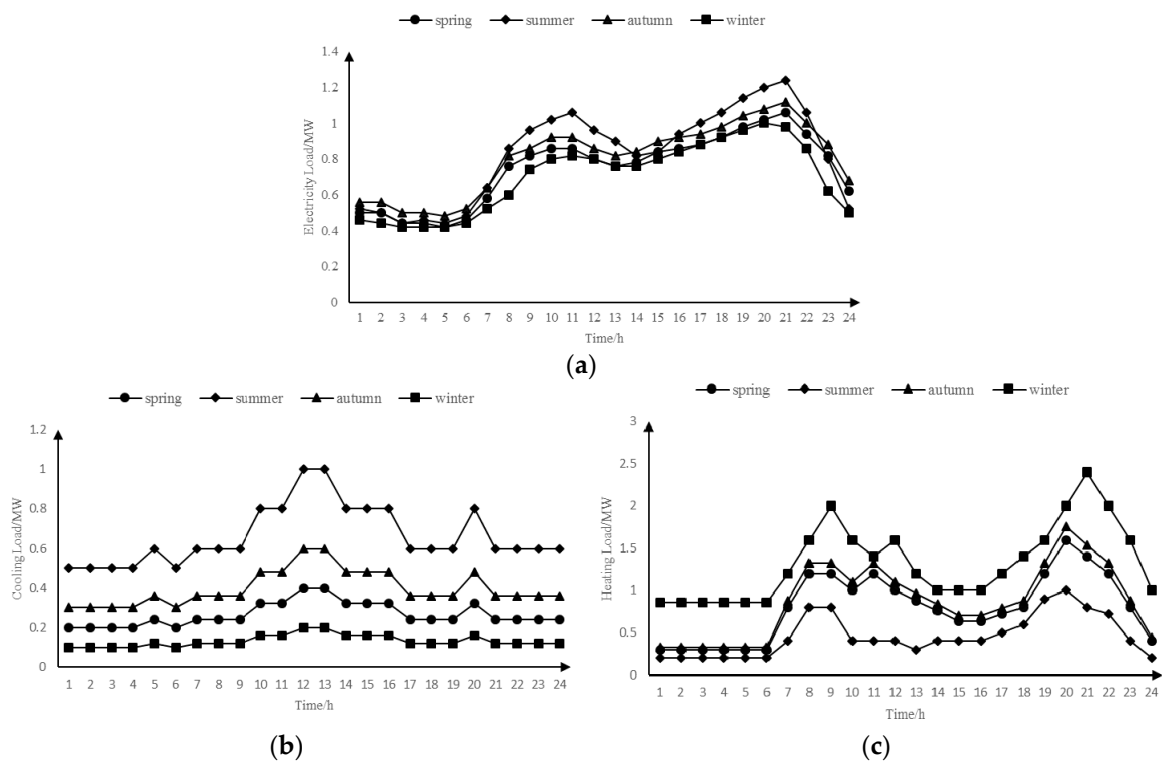 spring summer autumn winter
1.4
1.2
1
0.8
0.6
0.4
0.2
0
Electricity Load/MW
1 2 3 4 5 6 7 8 9 10 11 12 13 14 15 16 17 18 19 20 21 22 23 24
Time/h
(a)
spring summer autumn winter
1.2
1
0.8
0.6
0.4
0.2
0
Cooling Load/MW
1 2 3 4 5 6 7 8 9 10 11 12 13 14 15 16 17 18 19 20 21 22 23 24
Time/h
(b)
spring summer autumn winter
3
2.5
2
1.5
1
0.5
0
Heating Load/MW
1 2 3 4 5 6 7 8 9 10 11 12 13 14 15 16 17 18 19 20 21 22 23 24
Time/h
(c)